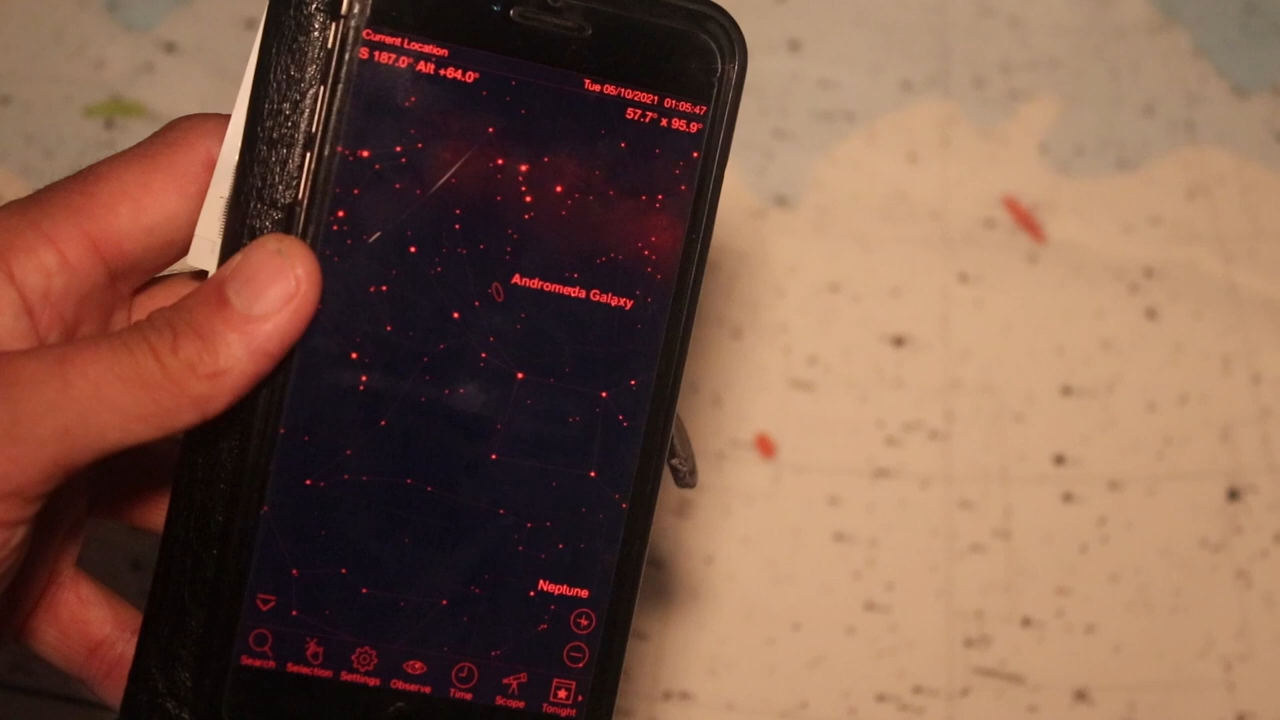 Current Location
S 187.0° Alt +64.0°
Tue 05/10/2021 01:05:47
57.7° x 95.9°
Andromeda Galaxy
Neptune
Search
Selection
Settings
Observe
Time
Scope
Tonight